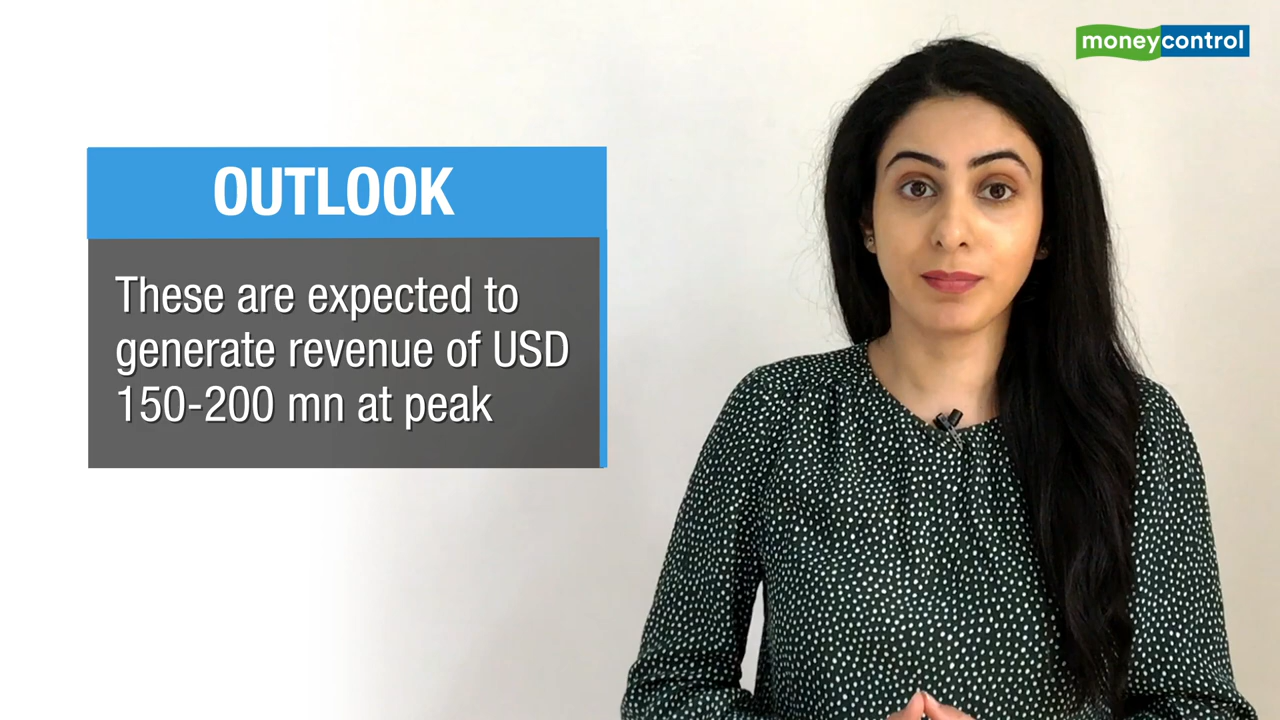 moneycontrol
OUTLOOK
These are expected to
generate revenue of USD
150-200 mn at peak